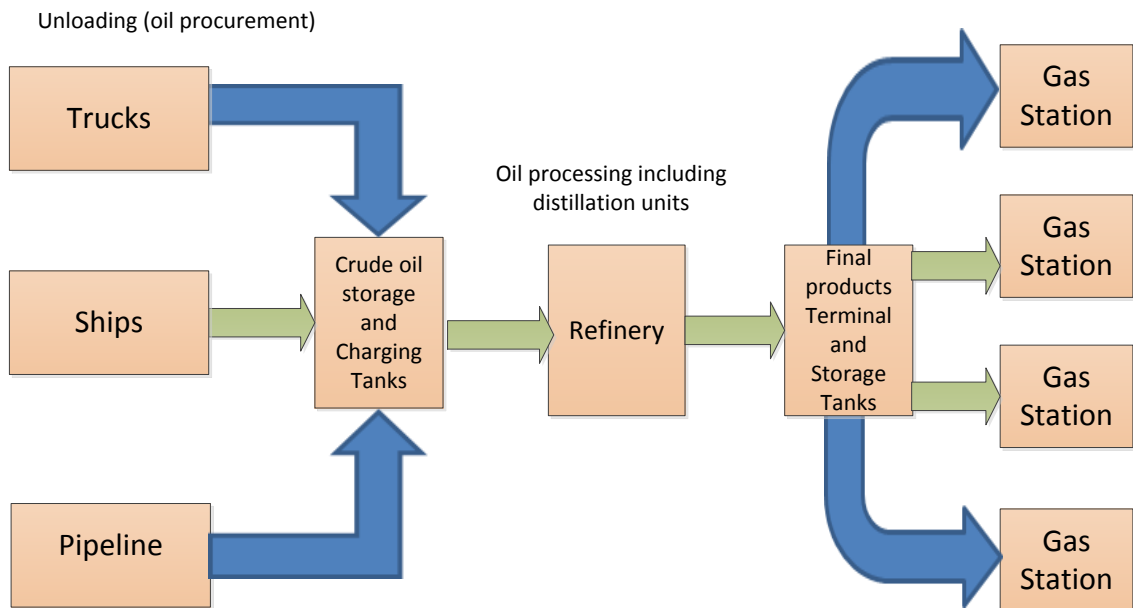 Unloading (oil procurement)
Trucks
Ships
Pipeline
Crude oil
storage
and
Charging
Tanks
Oil processing including
distillation units
Refinery
Final
products
Terminal
and
Storage
Tanks
Gas
Station
Gas
Station
Gas
Station
Gas
Station